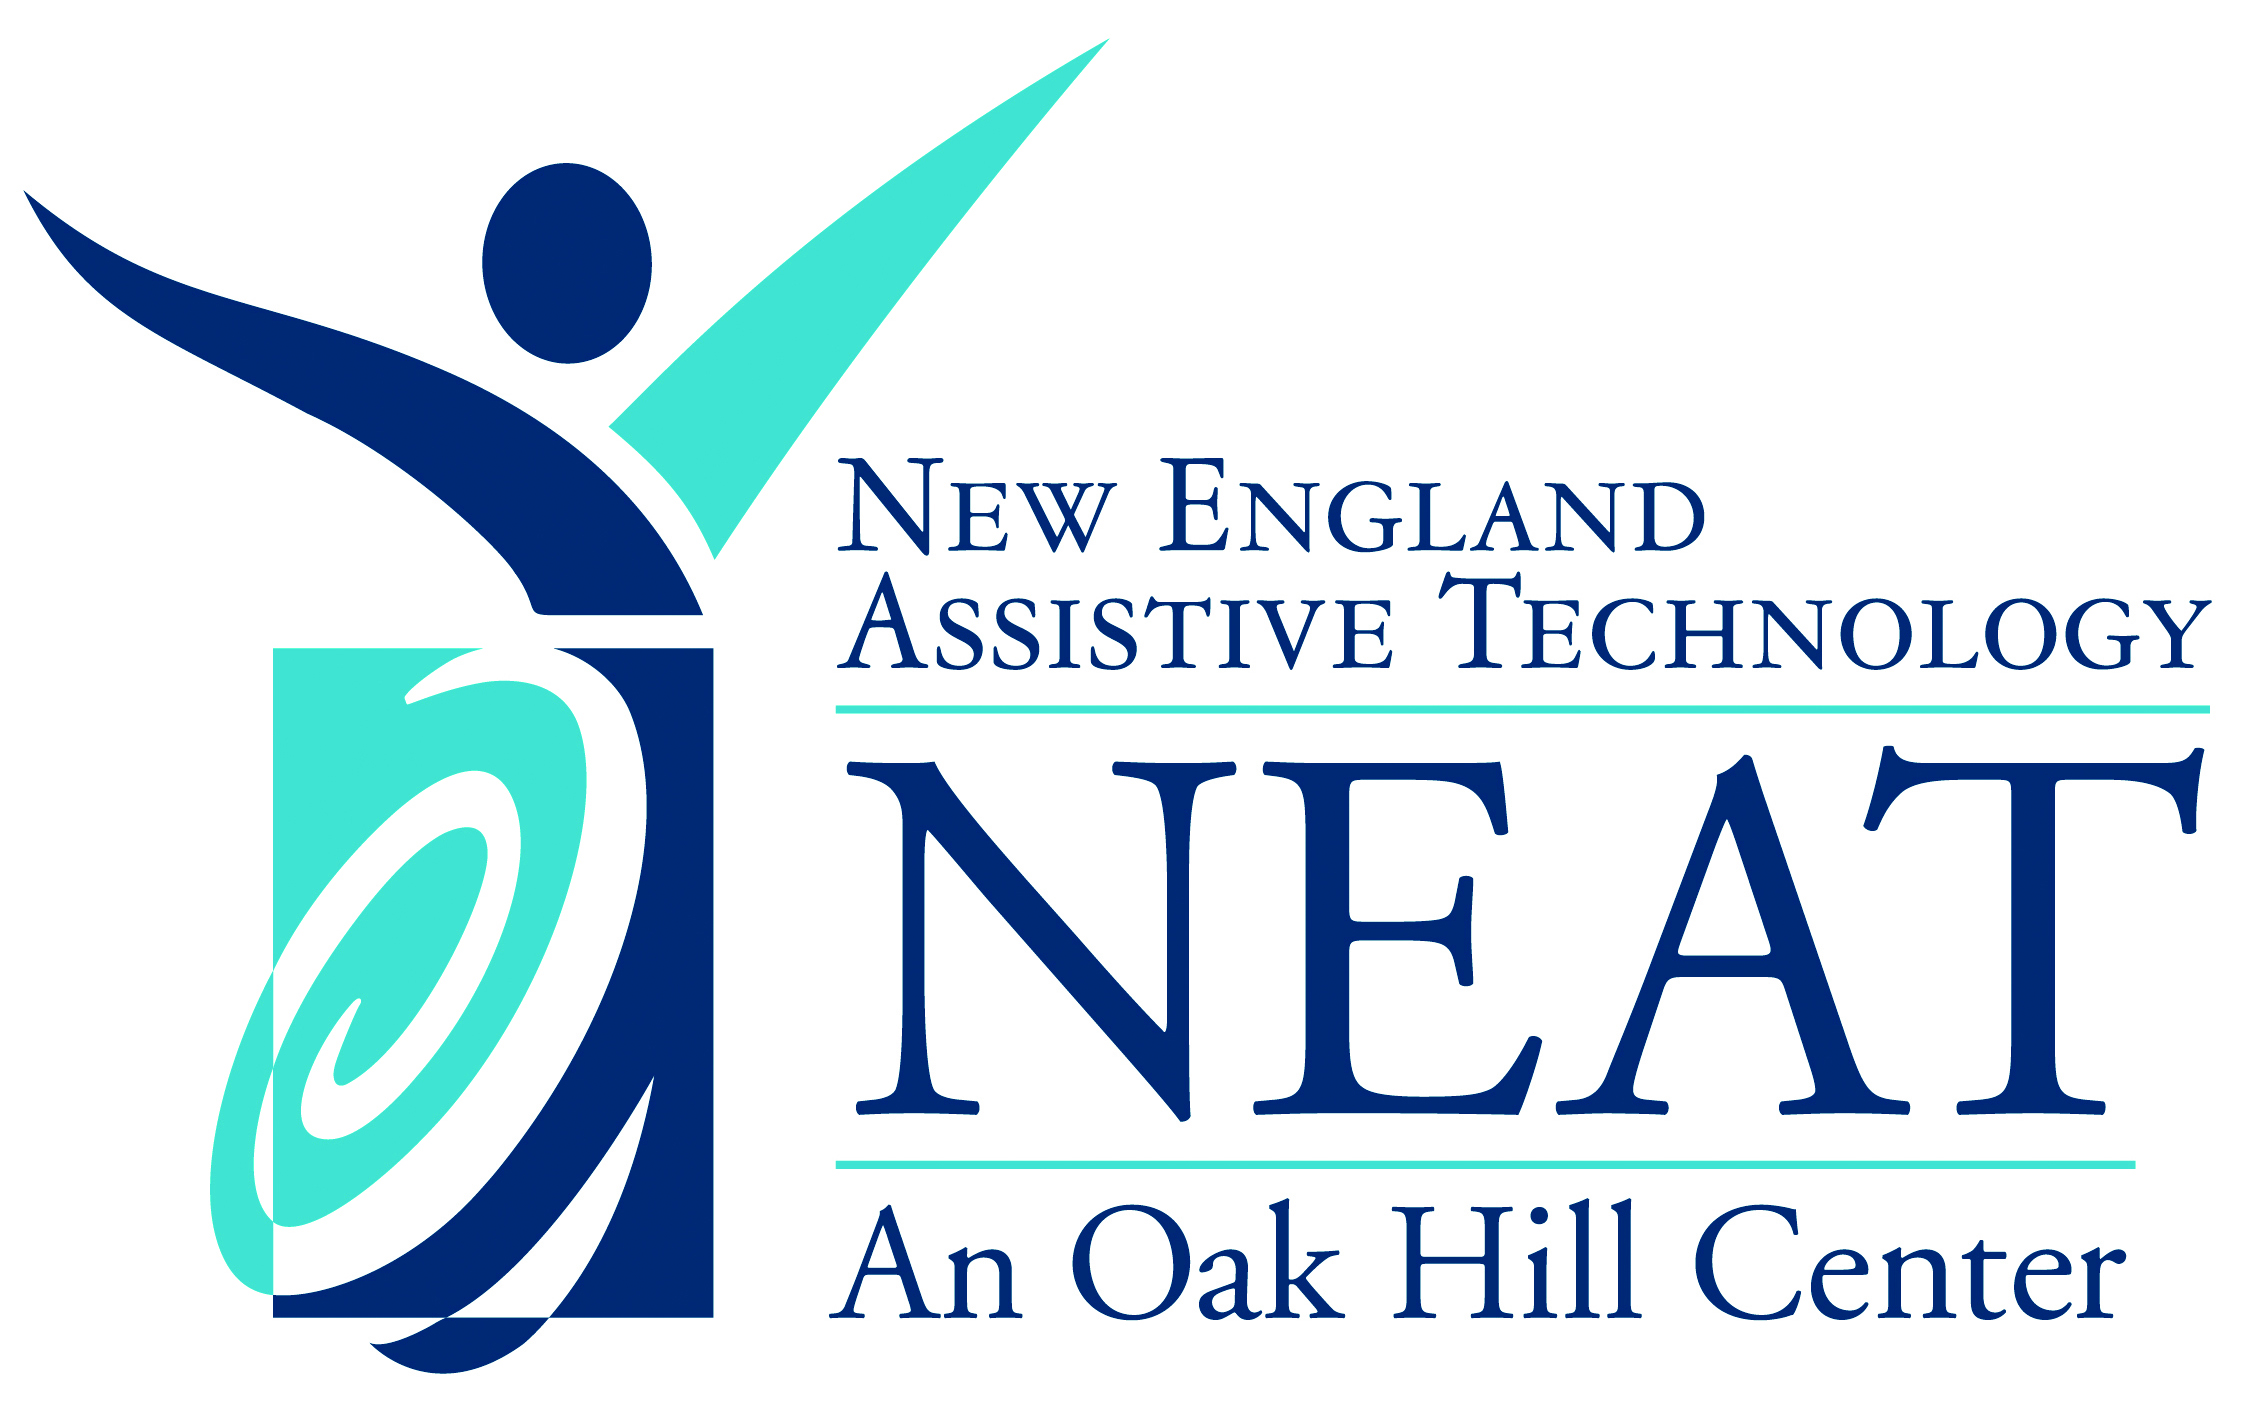 New England
Assistive Technology
NEAT
An Oak Hill Center